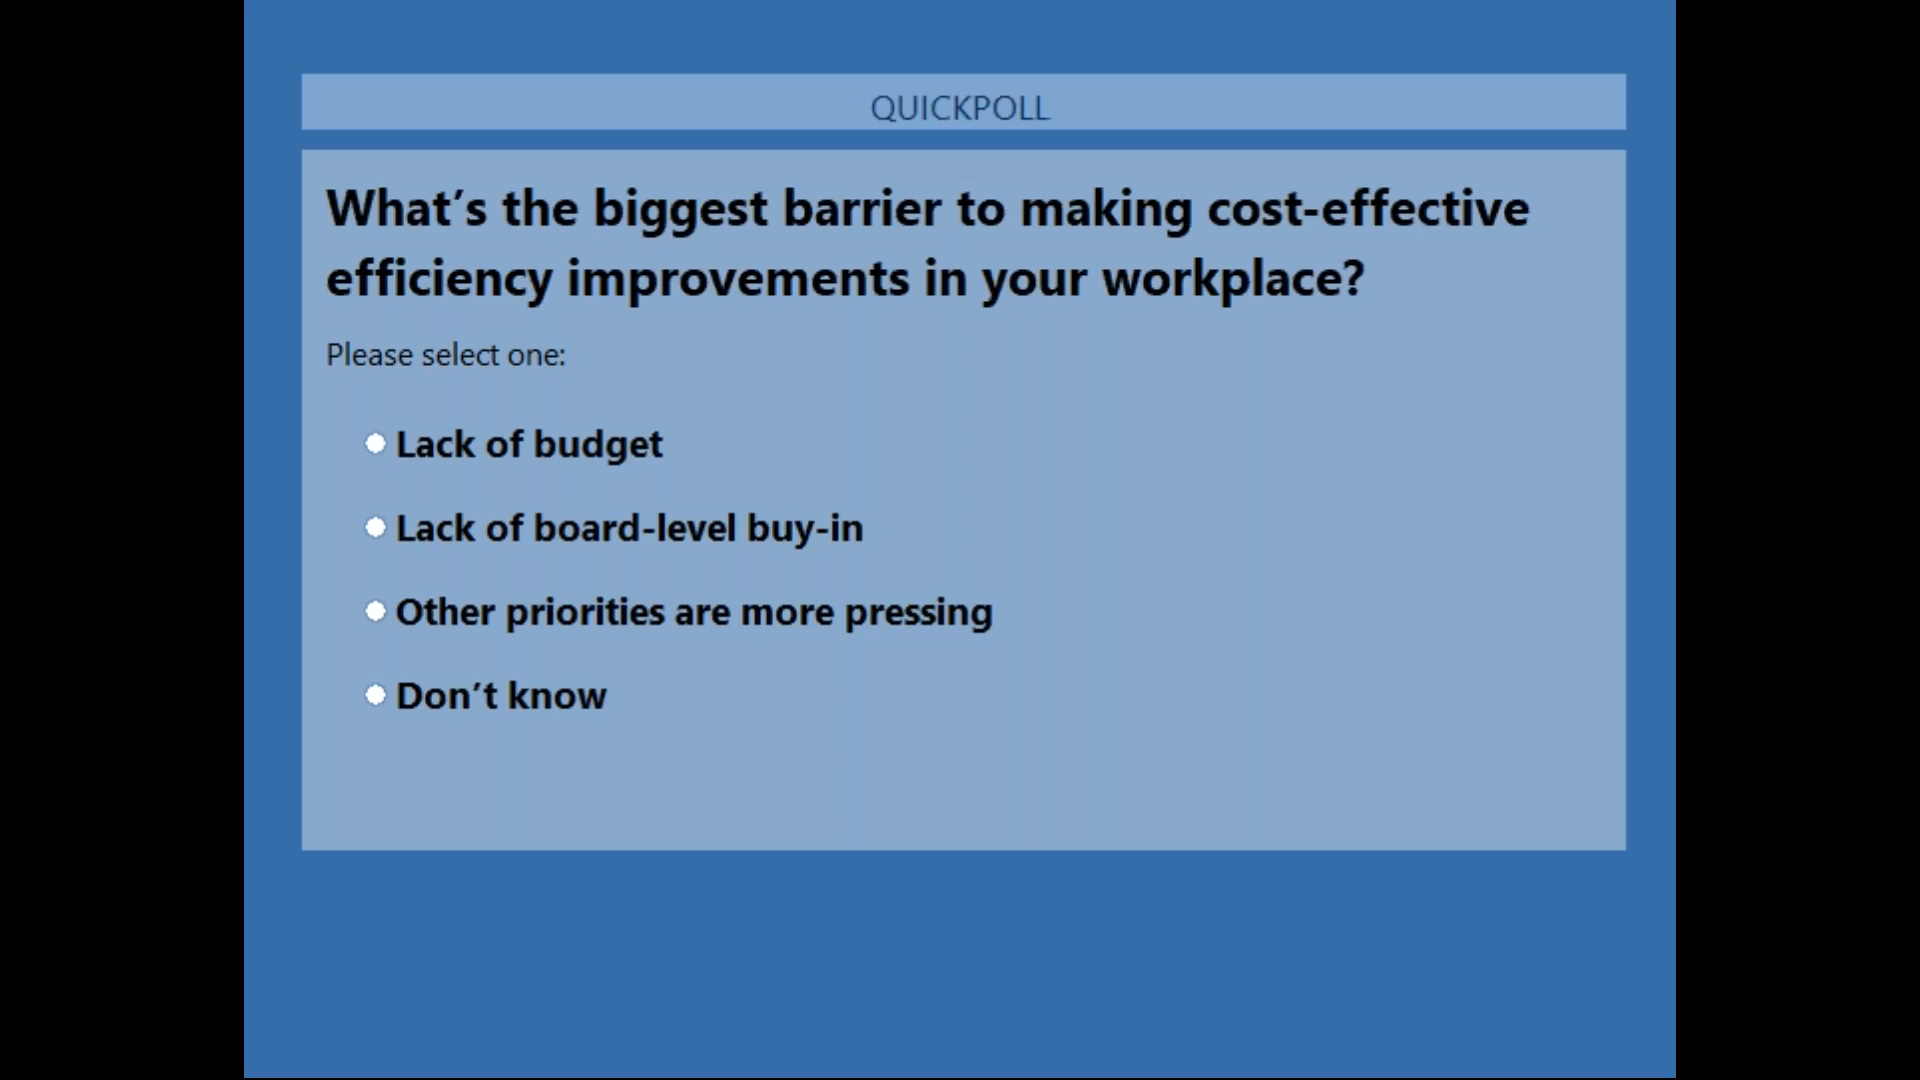 QUICKPOLL
What’s the biggest barrier to making cost-effective
efficiency improvements in your workplace?
Please select one:
Lack of budget
Lack of board-level buy-in
Other priorities are more pressing
Don’t know